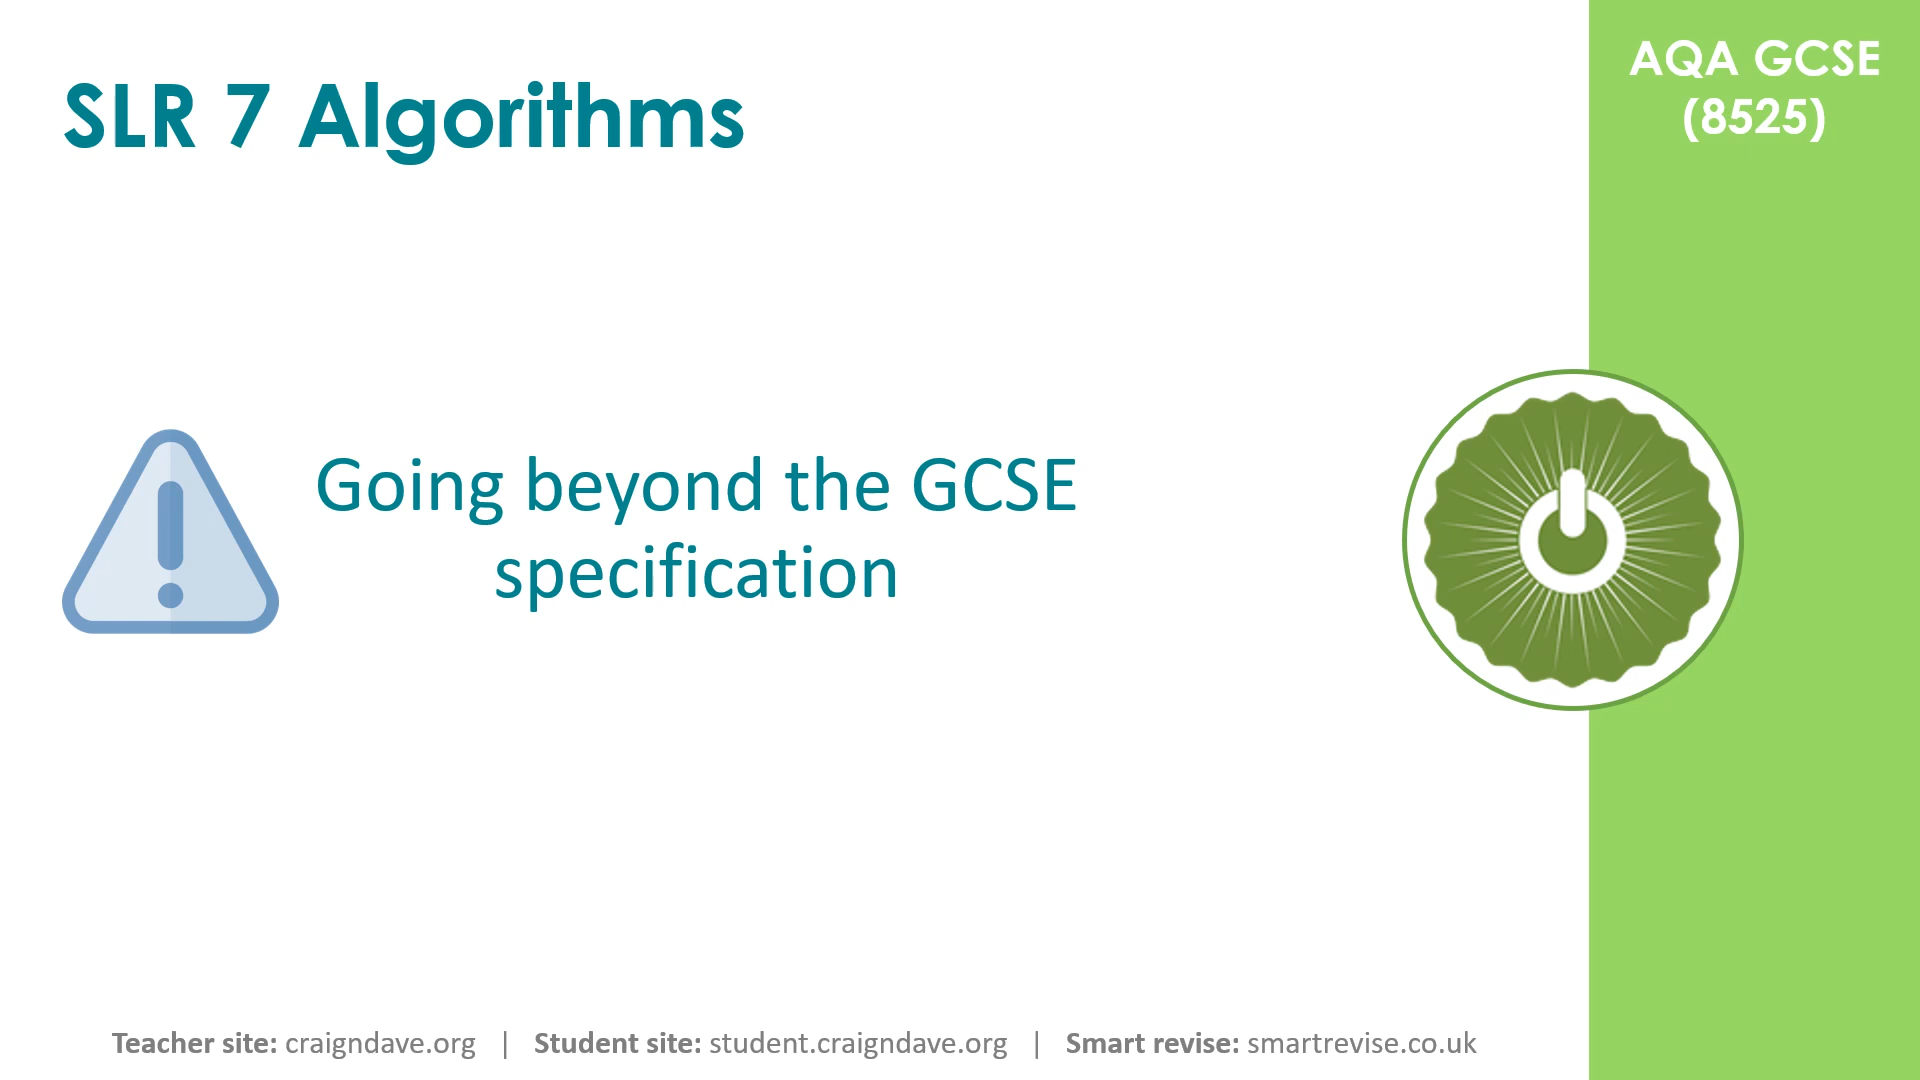 SLR 7 Algorithms
AQA GCSE
(8525)
Going beyond the GCSE
specification
Teacher site: craigndave.org | Student site: student.craigndave.org | Smart revise: smartrevise.co.uk